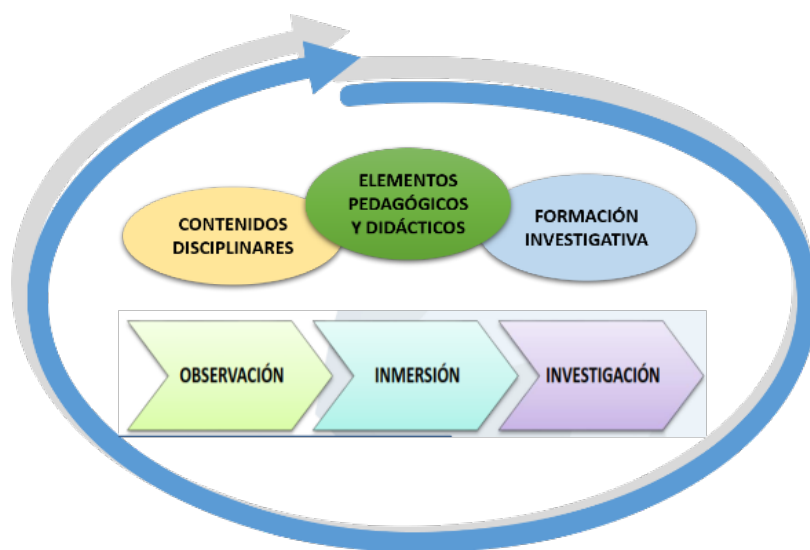 ELEMENTOS
PEDAGÓGICOS
Y DIDÁCTICOS
CONTENIDOS
DISCIPLINARES
FORMACIÓN
INVESTIGATIVA
OBSERVACIÓN
INMERSIÓN
INVESTIGACIÓN